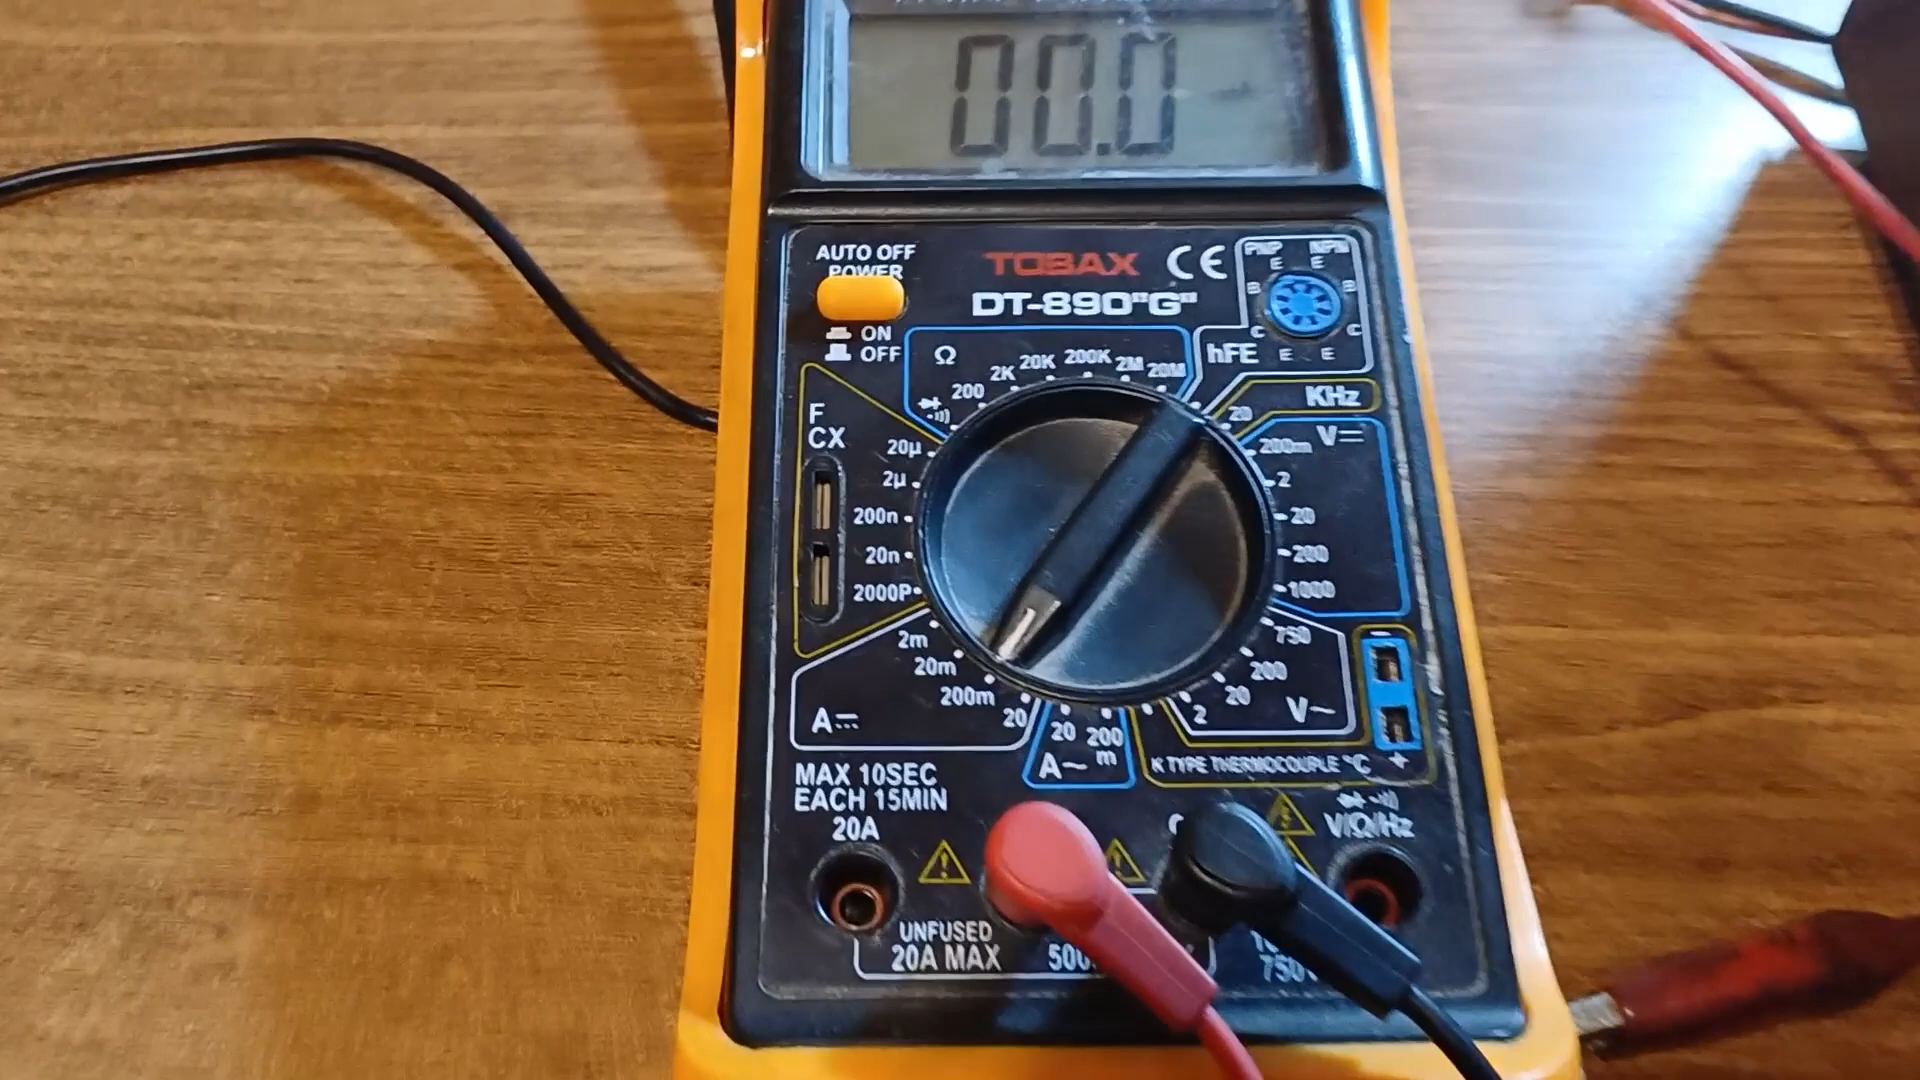 00.0
AUTO OFF
POWER
ON
OFF
TOBAX CE
DT-890"G"
PNP NPN
E E
B B
C C
hFE E E
Ω
200 2K 20K 200K 2M 20M
KHz
20
V
200m
2
20
200
1000
F
CX
20µ
2µ
200n
20n
2000P
2m
20m
200m
20
A
20 200
m
A~
750
200
20
2
V~
−
+
K TYPE THERMOCOUPLE °C
MAX 10SEC
EACH 15MIN
20A
V/Ω/Hz
UNFUSED
20A MAX